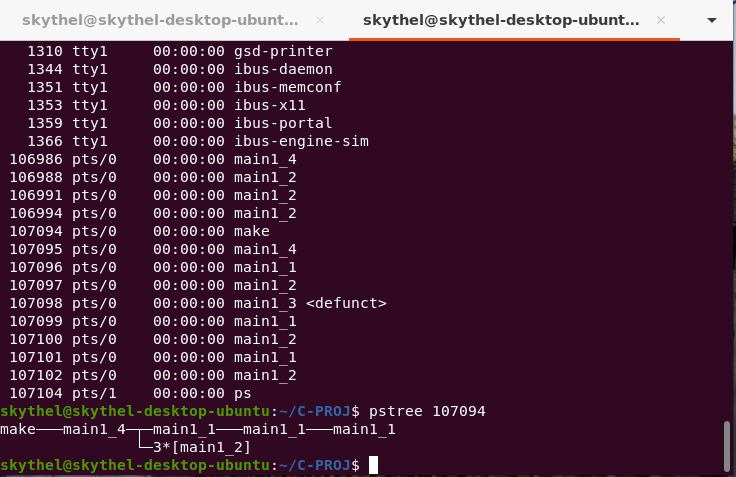 skythel@skythel-desktop-ubunt… × skythel@skythel-desktop-ubunt… ×
1310 tty1     00:00:00 gsd-printer
1344 tty1     00:00:00 ibus-daemon
1351 tty1     00:00:00 ibus-memconf
1353 tty1     00:00:00 ibus-x11
1359 tty1     00:00:00 ibus-portal
1366 tty1     00:00:00 ibus-engine-sim
106986 pts/0    00:00:00 main1_4
106988 pts/0    00:00:00 main1_2
106991 pts/0    00:00:00 main1_2
106994 pts/0    00:00:00 main1_2
107094 pts/0    00:00:00 make
107095 pts/0    00:00:00 main1_4
107096 pts/0    00:00:00 main1_1
107097 pts/0    00:00:00 main1_2
107098 pts/0    00:00:00 main1_3 <defunct>
107099 pts/0    00:00:00 main1_1
107100 pts/0    00:00:00 main1_2
107101 pts/0    00:00:00 main1_1
107102 pts/0    00:00:00 main1_2
107104 pts/1    00:00:00 ps
skythel@skythel-desktop-ubuntu:~/C-PROJ$ pstree 107094
make───main1_4─┬─main1_1───main1_1───main1_1
               └─3*[main1_2]
skythel@skythel-desktop-ubuntu:~/C-PROJ$